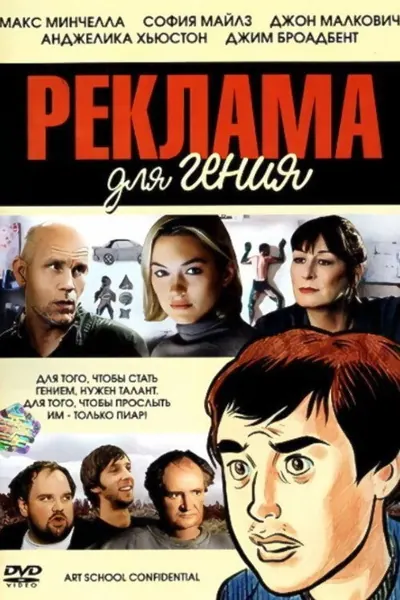 МАКС МИНЧЕЛЛА СОФИЯ МАЙЛЗ ДЖОН МАЛКОВИЧ
АНДЖЕЛИКА ХЬЮСТОН ДЖИМ БРОАДБЕНТ
РЕКЛАМА
для гения
ДЛЯ ТОГО, ЧТОБЫ СТАТЬ
ГЕНИЕМ, НУЖЕН ТАЛАНТ.
ДЛЯ ТОГО, ЧТОБЫ ПРОСЛЫТЬ
ИМ - ТОЛЬКО ПИАР!
DVD
VIDEO
ART SCHOOL CONFIDENTIAL